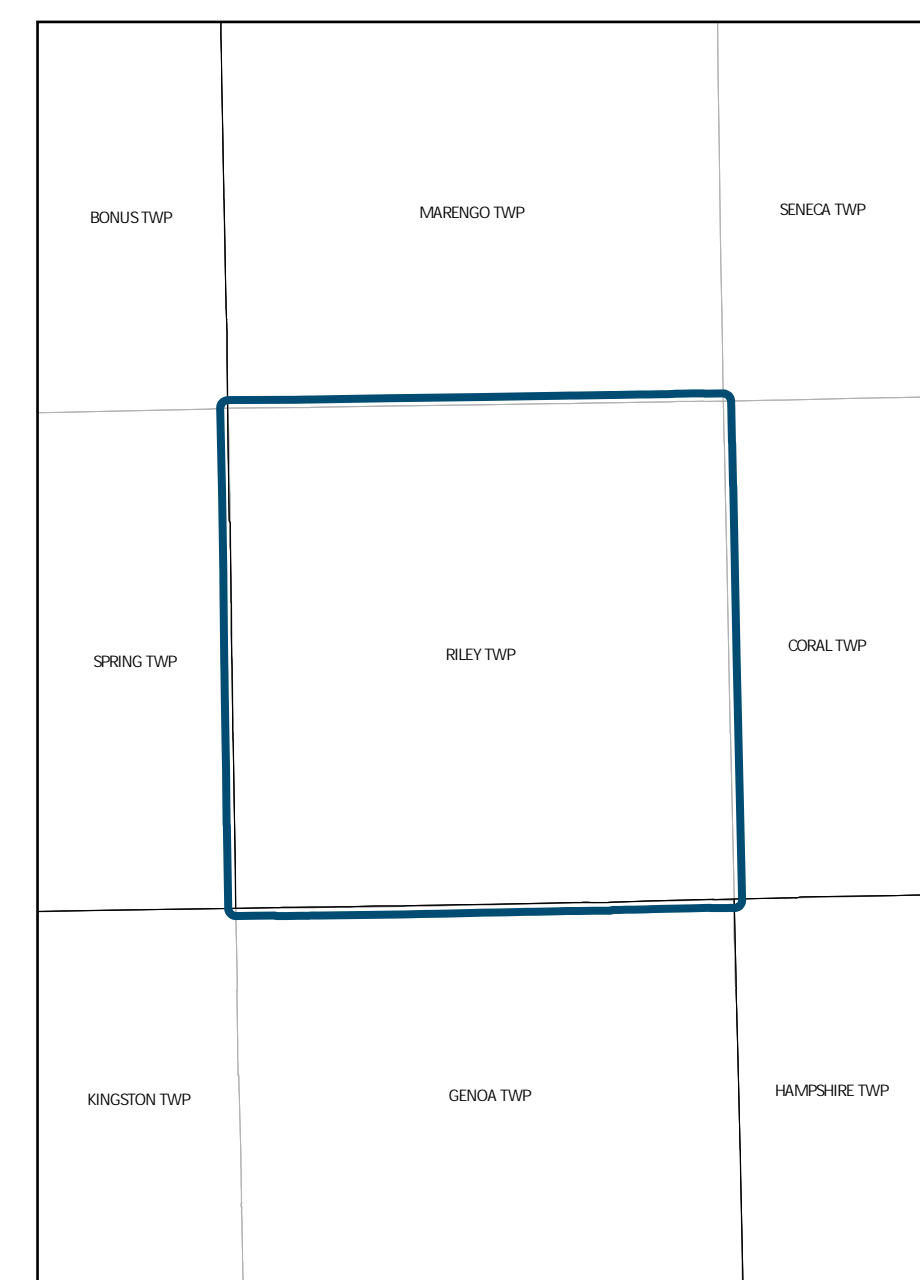 BONUS TWP
MARENGO TWP
SENECA TWP
SPRING TWP
RILEY TWP
CORAL TWP
KINGSTON TWP
GENOA TWP
HAMPSHIRE TWP